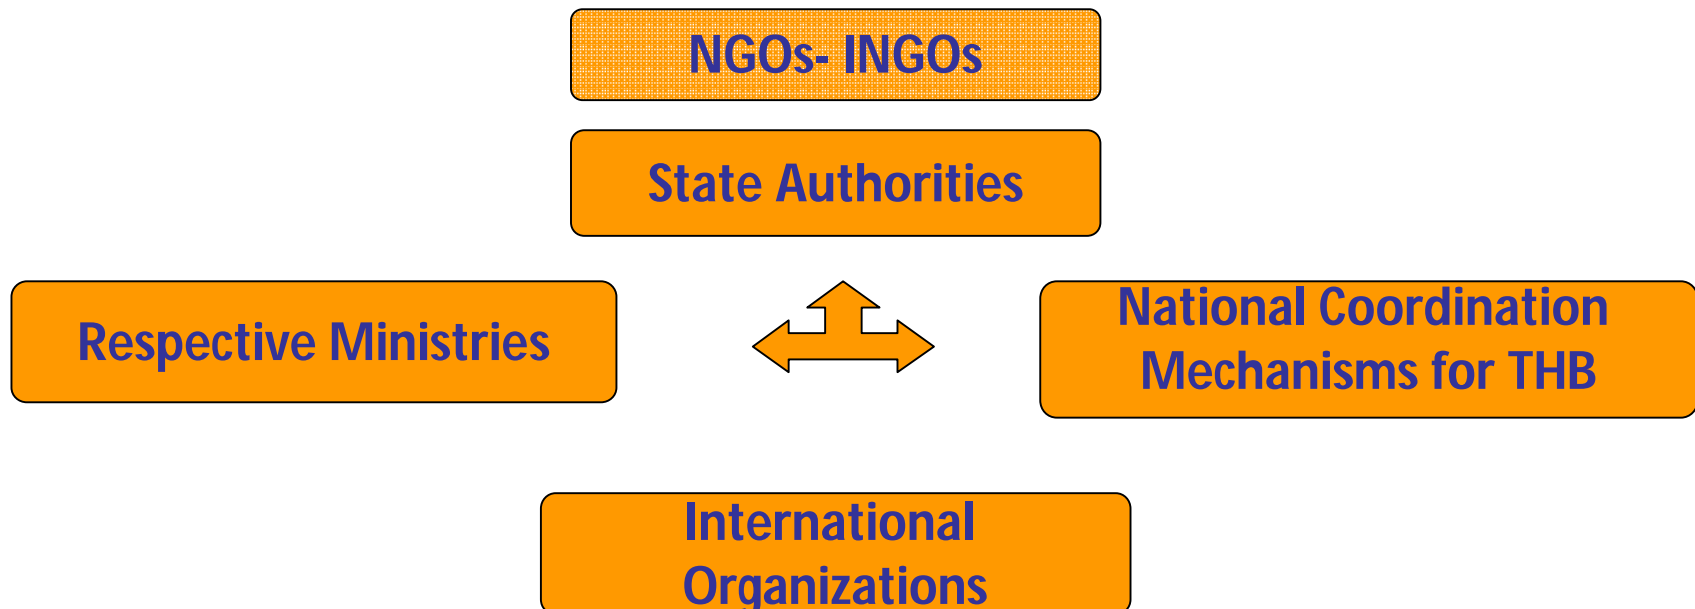 NGOs- INGOs
State Authorities
Respective Ministries
National Coordination
Mechanisms for THB
International
Organizations